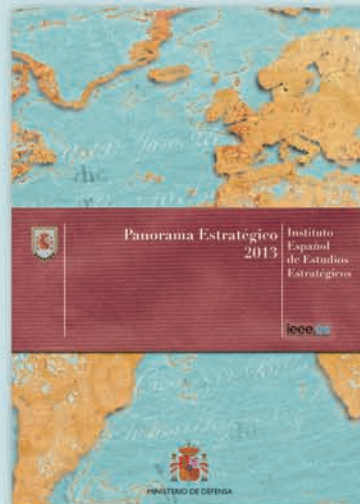 Panorama Estratégico
2013
Instituto
Español
de Estudios
Estratégicos
ieee.es
MINISTERIO DE DEFENSA